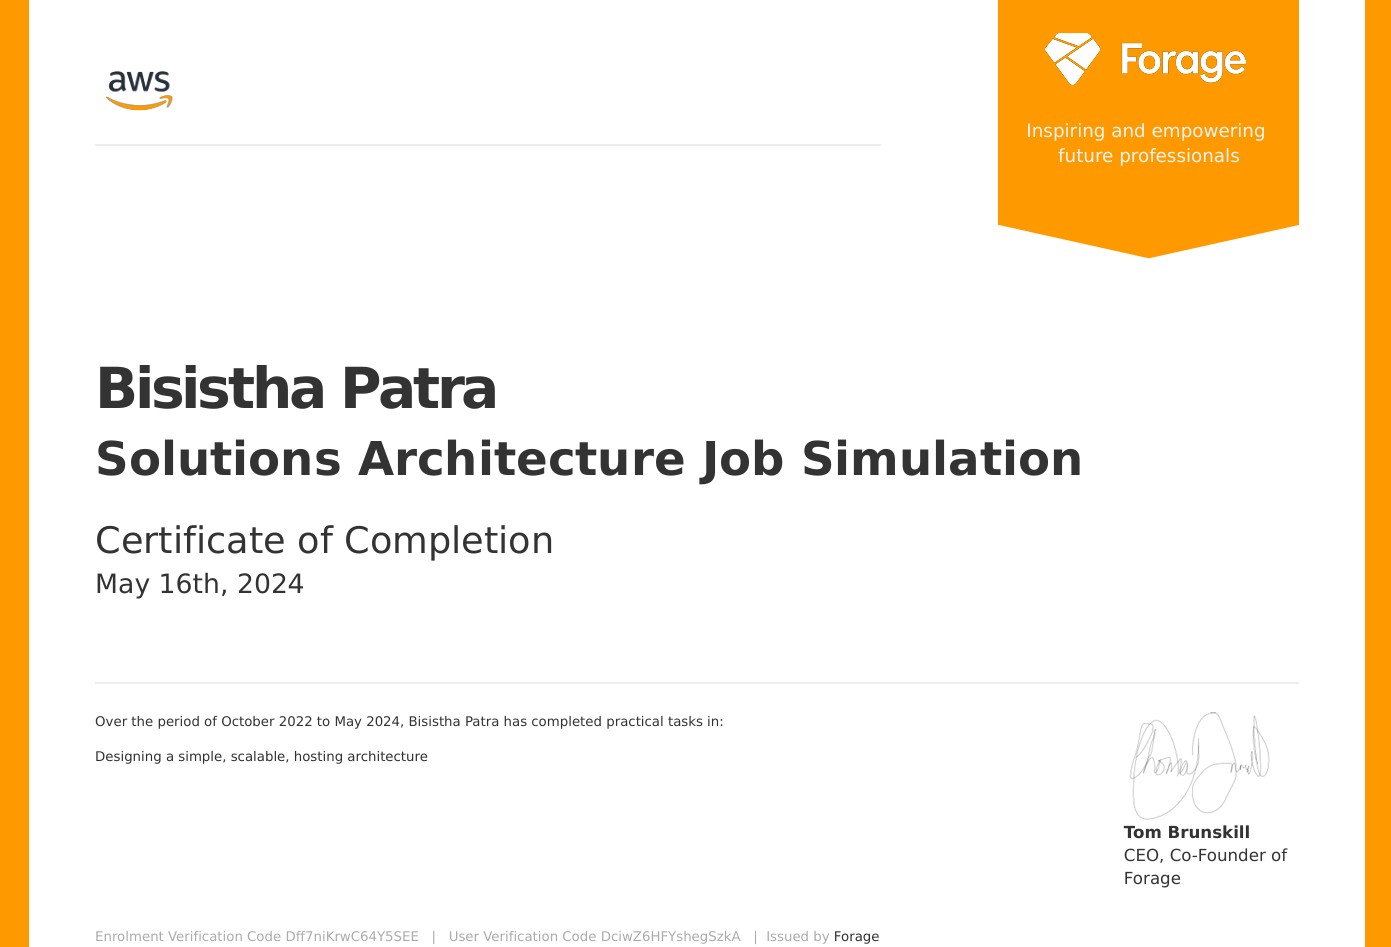 aws
Forage
Inspiring and empowering
future professionals
Bisistha Patra
Solutions Architecture Job Simulation
Certificate of Completion
May 16th, 2024
Over the period of October 2022 to May 2024, Bisistha Patra has completed practical tasks in:
Designing a simple, scalable, hosting architecture
Tom Brunskill
CEO, Co-Founder of
Forage
Enrolment Verification Code Dff7niKrwC64Y5SEE | User Verification Code DciwZ6HFYshegSzkA | Issued by Forage